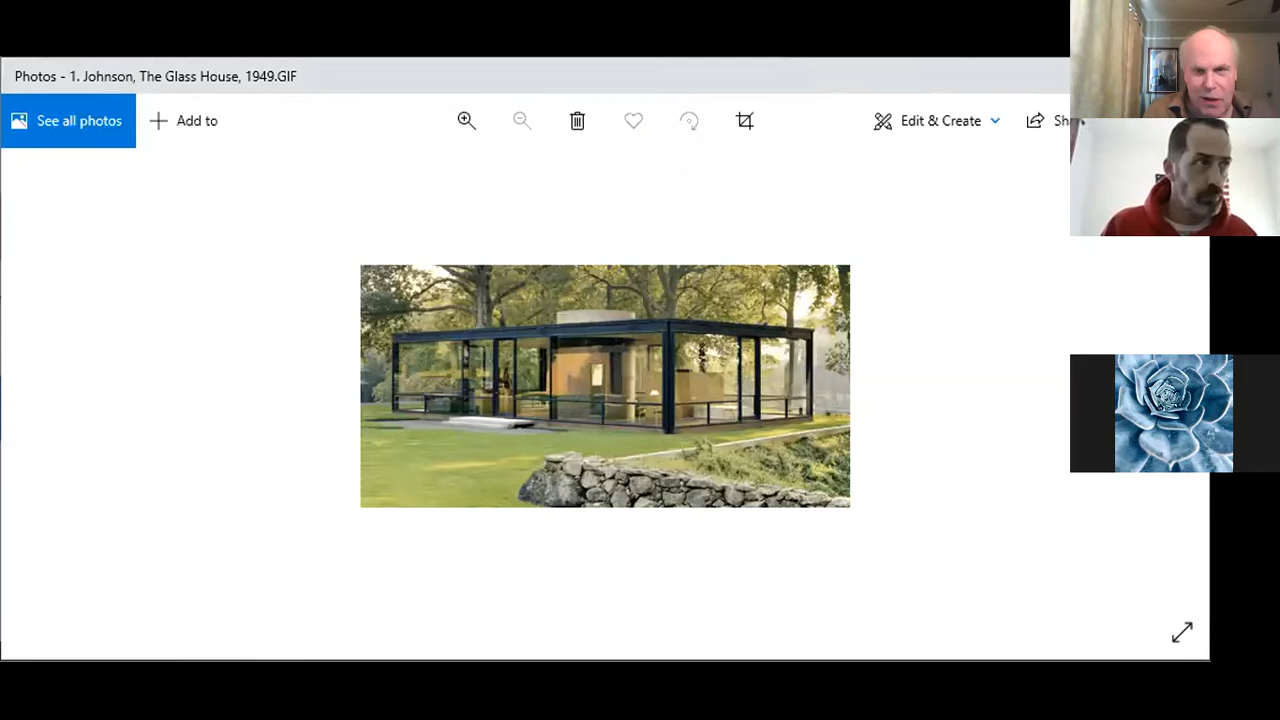 Photos - 1. Johnson, The Glass House, 1949.GIF
See all photos
Add to
Edit & Create